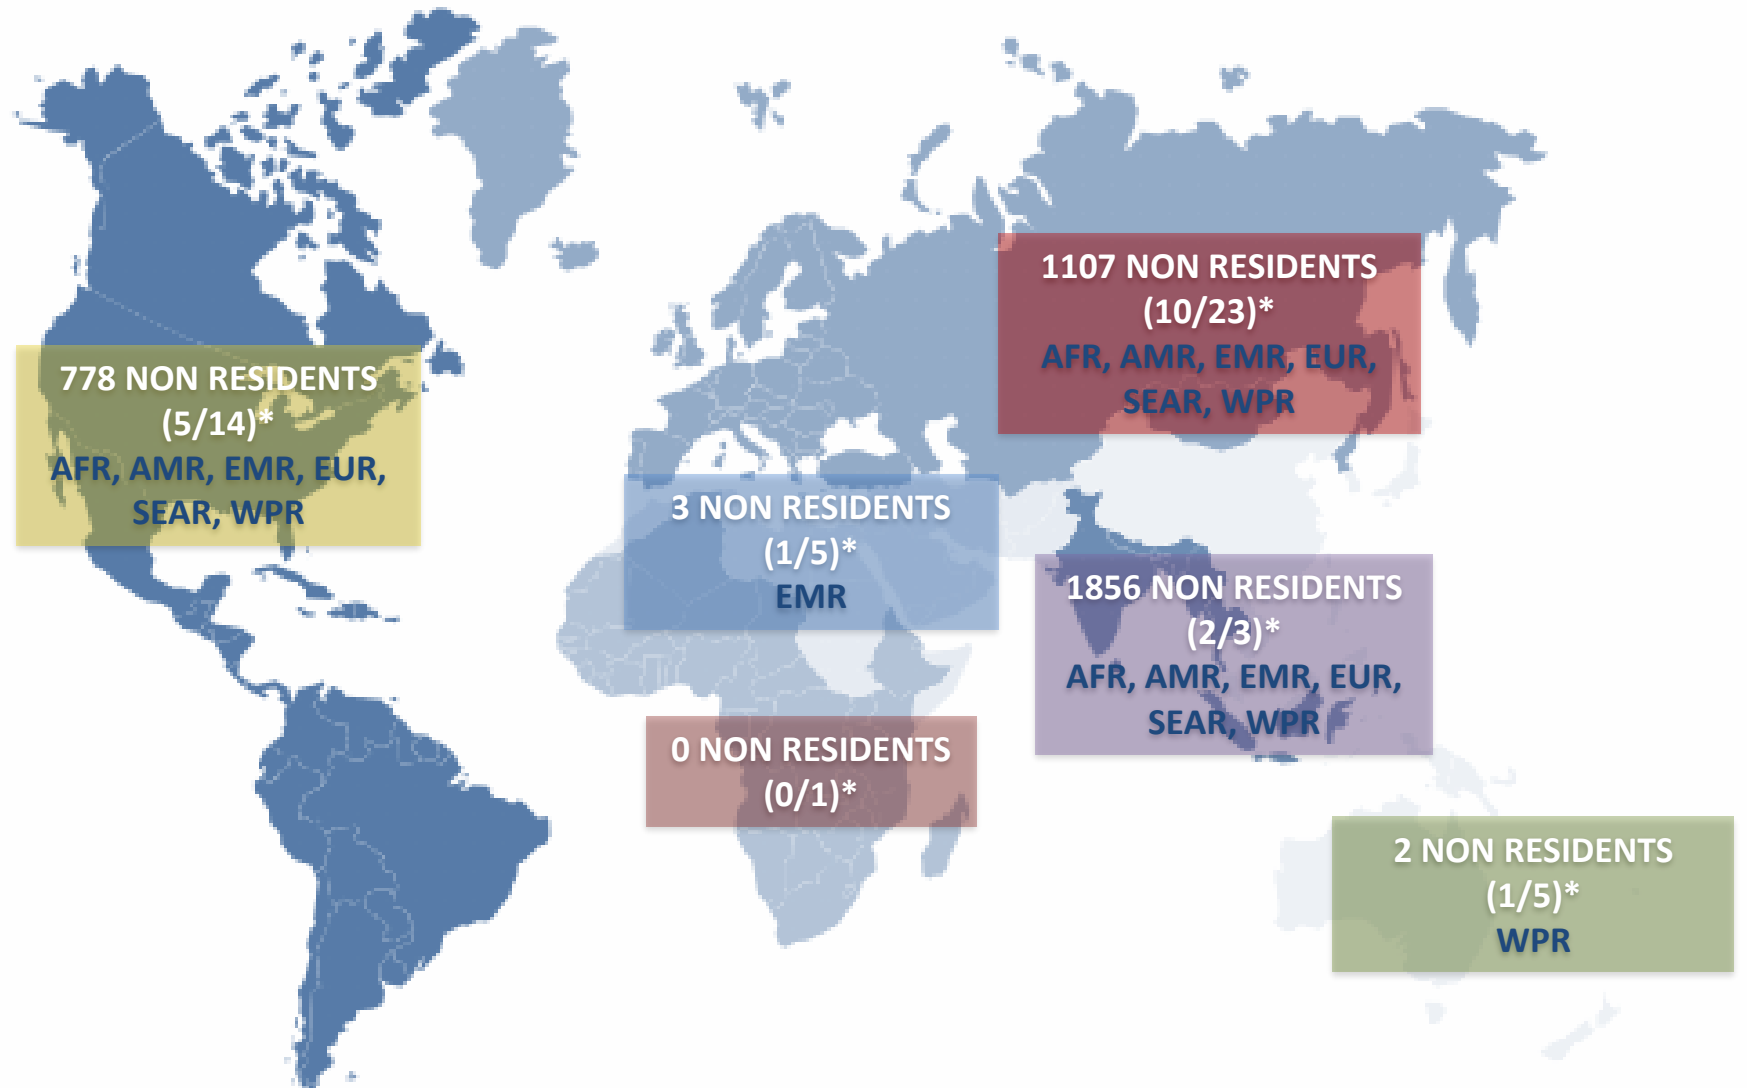 1107 NON RESIDENTS
(10/23)*
AFR, AMR, EMR, EUR,
SEAR, WPR
778 NON RESIDENTS
(5/14)*
AFR, AMR, EMR, EUR,
SEAR, WPR
3 NON RESIDENTS
(1/5)*
EMR
1856 NON RESIDENTS
(2/3)*
AFR, AMR, EMR, EUR,
SEAR, WPR
0 NON RESIDENTS
(0/1)*
2 NON RESIDENTS
(1/5)*
WPR